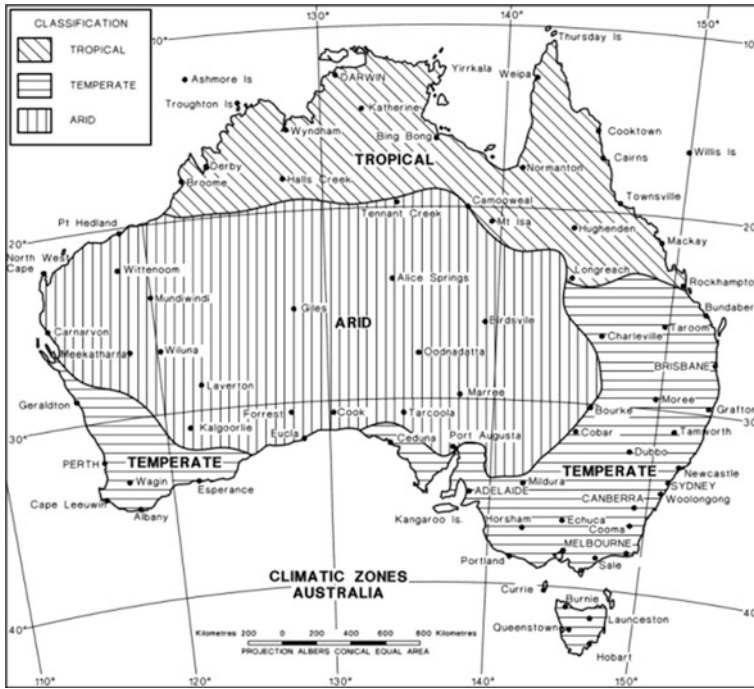 CLASSIFICATION
TROPICAL
TEMPERATE
ARID
130°
140°
150°
10°
10°
Thursday Is
Ashmore Is
DARWIN
Yirrkala
Weipa
Troughton Is
Katherine
Wyndham
Bing Bong
Cooktown
TROPICAL
Cairns
Willis Is
Derby
Normanton
Broome
Halls Creek
Camooweal
Townsville
Tennant Creek
Pt Hedland
Mt Isa
20°
20°
Hughenden
Mackay
North West
Cape
Wittenoom
Alice Springs
Longreach
Rockhampto
Mundiwindi
Bundaber
Giles
ARID
Birdsville
Taroom
Carnarvon
Charleville
Meekatharra
Wiluna
Oodnadatta
BRISBANE
Laverton
Marree
Moree
Geraldton
Forrest
Cook
Tarcoola
Bourke
Grafton
Kalgoorlie
30°
30°
Eucla
Ceduna
Port Augusta
Cobar
Tamworth
Dubbo
PERTH
TEMPERATE
TEMPERATE
Newcastle
Wagin
Esperance
Mildura
SYDNEY
ADELAIDE
CANBERRA
Woolongong
Cape Leeuwin
Albany
Kangaroo Is.
Horsham
Echuca
Cooma
MELBOURNE
Portland
Sale
CLIMATIC ZONES
AUSTRALIA
Currie
Burnie
40°
40°
Kilometres 200 0 200 400 600 800 Kilometres
Launceston
Queenstown
PROJECTION ALBERS CONICAL EQUAL AREA
Hobart
110°
120°
130°
140°
150°